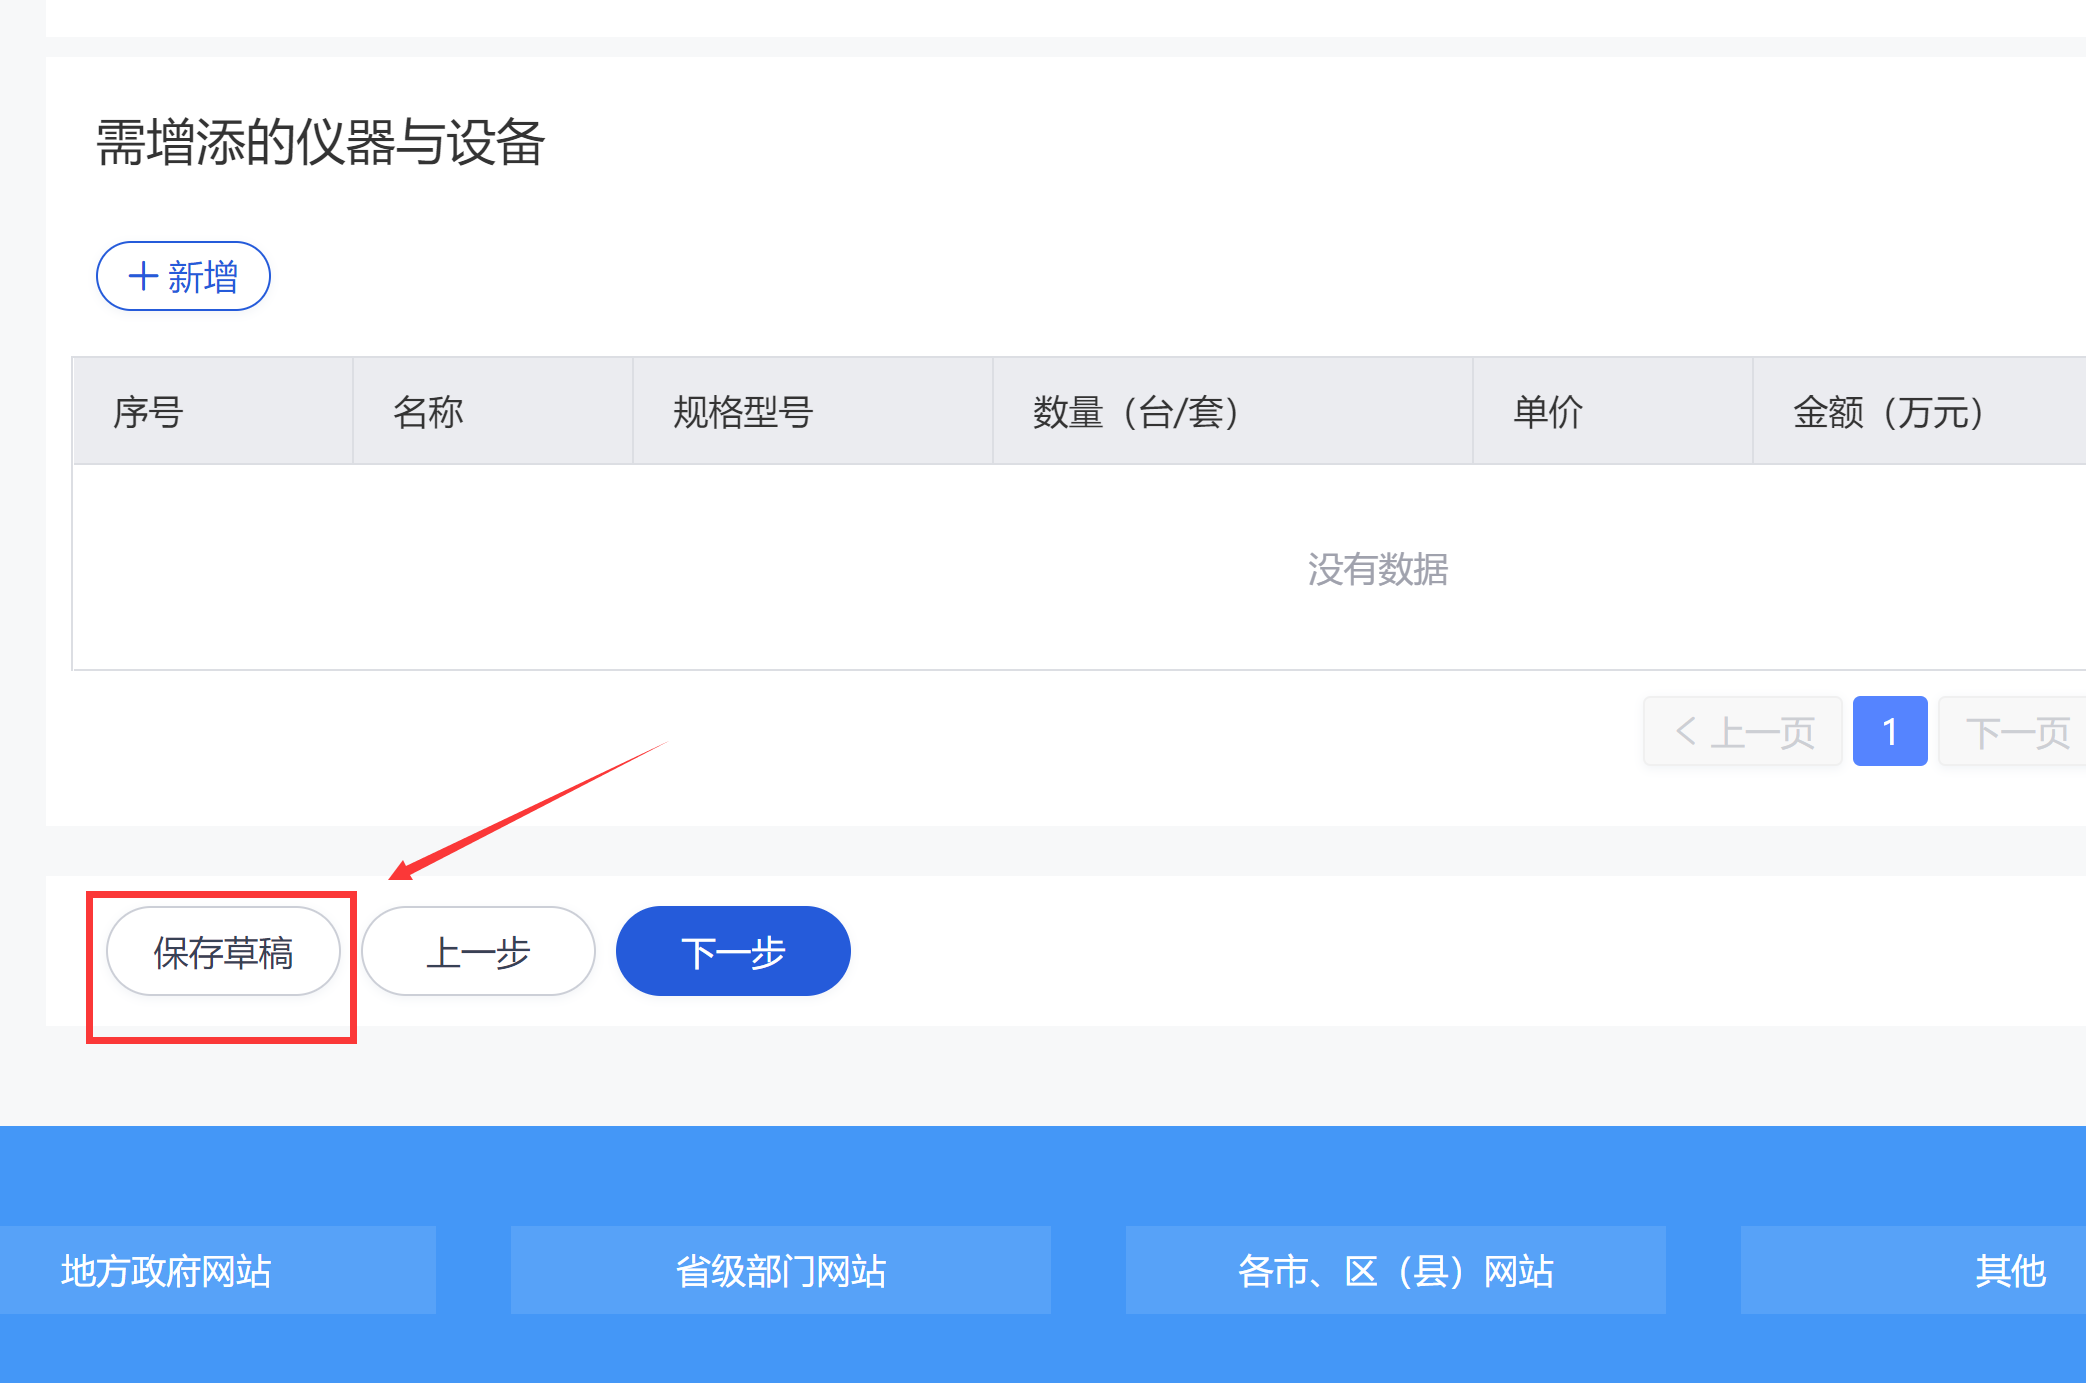 需增添的仪器与设备
新增
序号 名称 规格型号 数量（台/套） 单价 金额（万元）
没有数据
上一页 1 下一页
保存草稿 上一步 下一步
地方政府网站 省级部门网站 各市、区（县）网站 其他